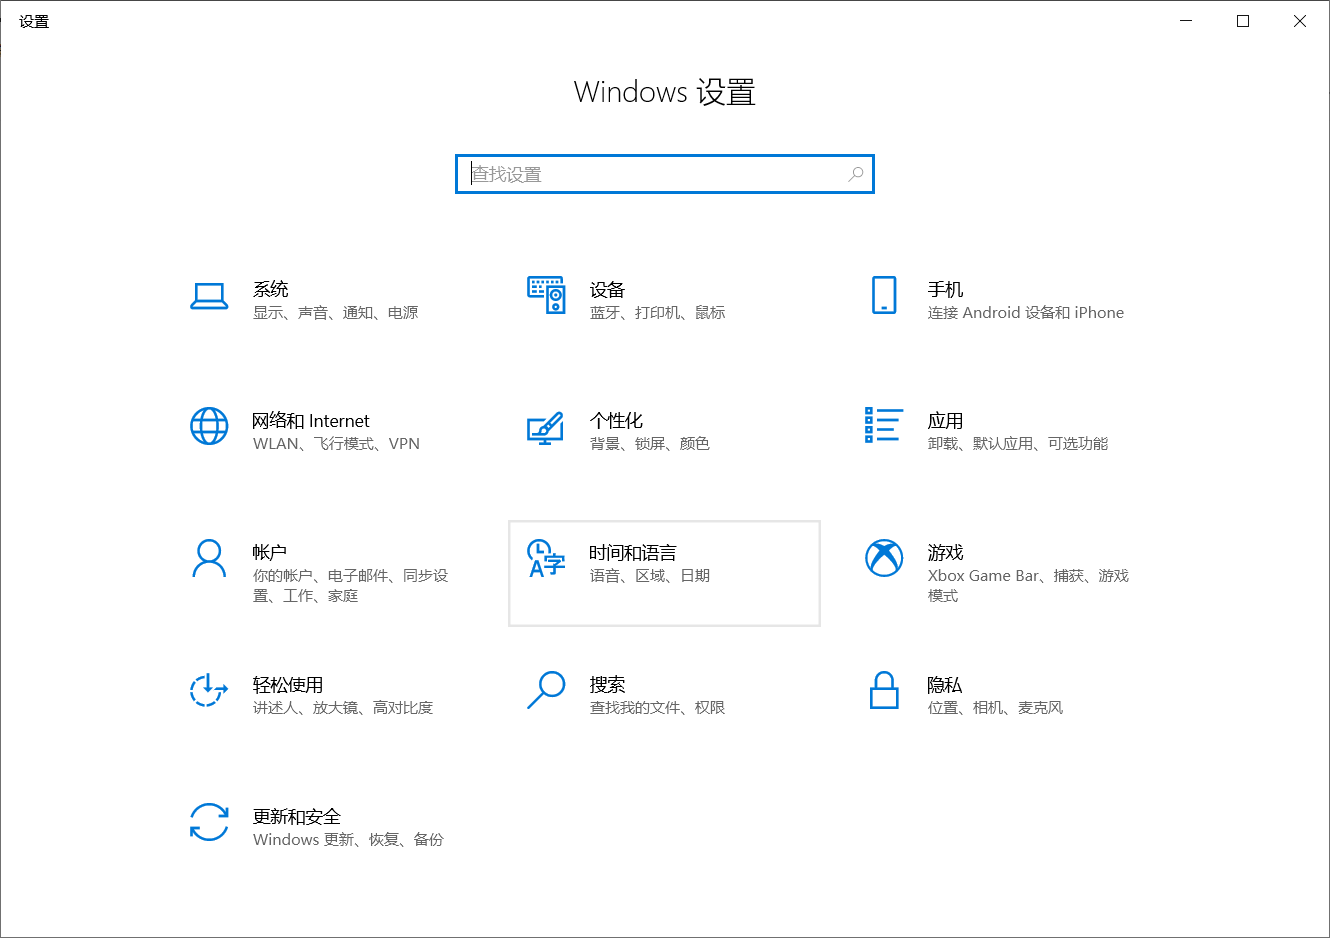 设置
Windows 设置
查找设置
系统
显示、声音、通知、电源
设备
蓝牙、打印机、鼠标
手机
连接 Android 设备和 iPhone
网络和 Internet
WLAN、飞行模式、VPN
个性化
背景、锁屏、颜色
应用
卸载、默认应用、可选功能
帐户
你的帐户、电子邮件、同步设
置、工作、家庭
时间和语言
语音、区域、日期
游戏
Xbox Game Bar、捕获、游戏
模式
轻松使用
讲述人、放大镜、高对比度
搜索
查找我的文件、权限
隐私
位置、相机、麦克风
更新和安全
Windows 更新、恢复、备份